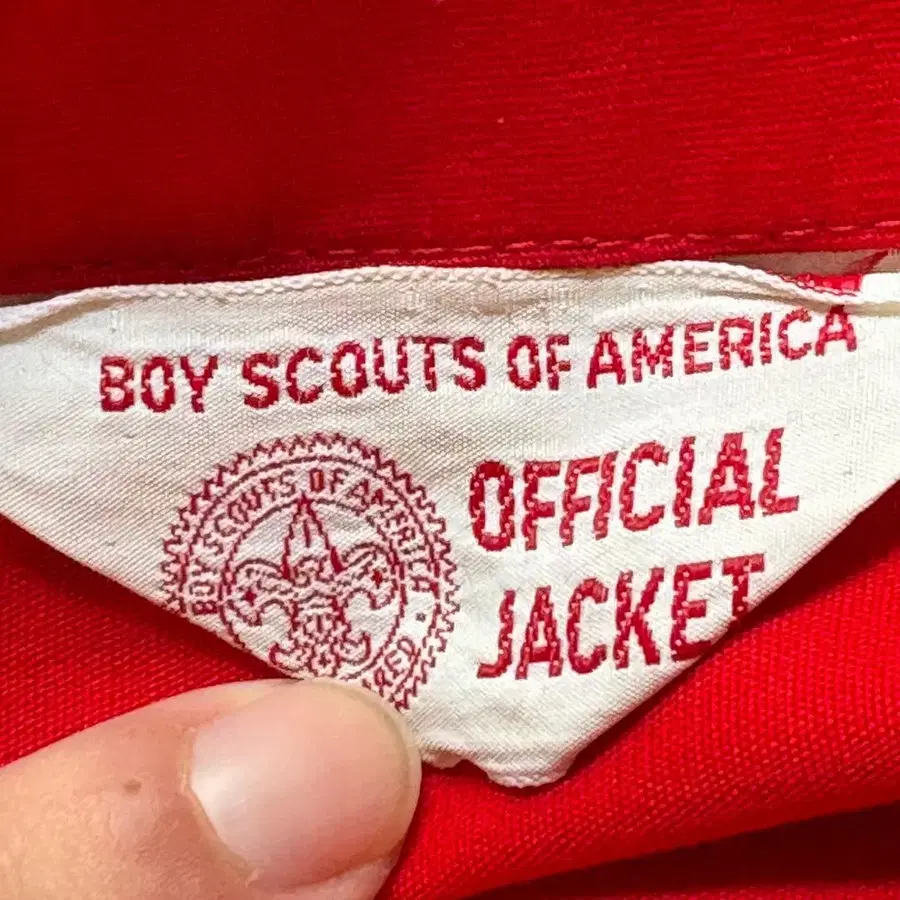 BOY SCOUTS OF AMERICA
OFFICIAL
JACKET
BOY SCOUTS OF AMERICA